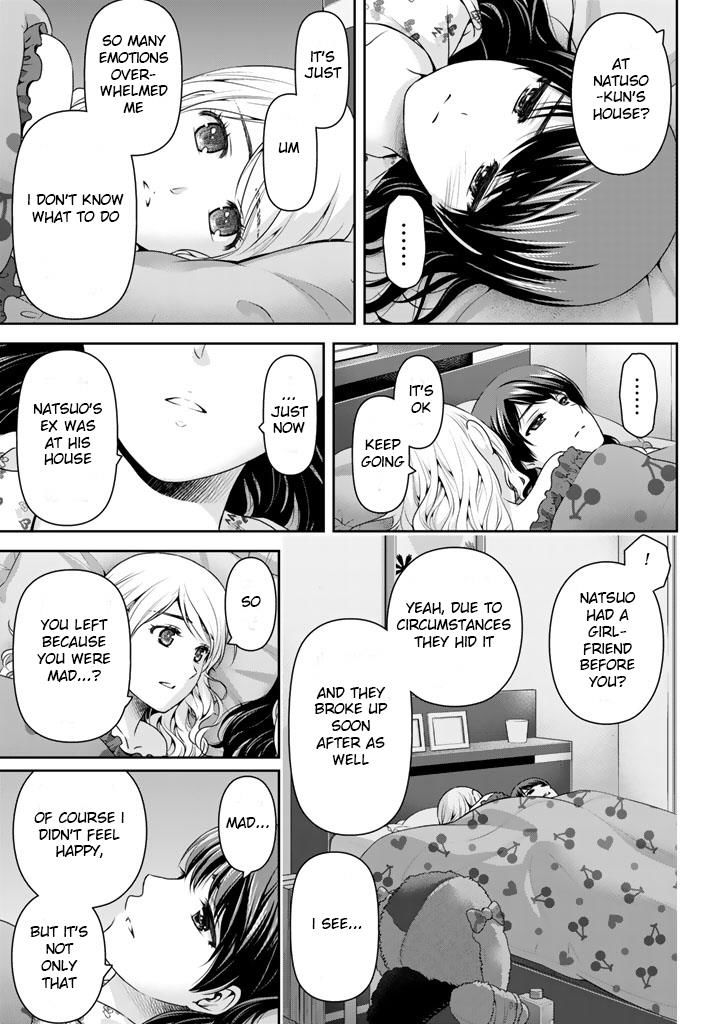 AT
NATUSO
-KUN'S
HOUSE?
......
IT'S
JUST
UM
SO MANY
EMOTIONS
OVER-
WHELMED
ME
I DON'T KNOW
WHAT TO DO
.....
IT'S
OK
KEEP
GOING
...
JUST
NOW
NATSUO'S
EX WAS
AT HIS
HOUSE
!
NATSUO
HAD A
GIRL-
FRIEND
BEFORE
YOU?
YEAH, DUE TO
CIRCUMSTANCES
THEY HID IT
AND THEY
BROKE UP
SOON
AFTER AS
WELL
I SEE...
SO
YOU LEFT
BECAUSE
YOU WERE
MAD...?
MAD...
OF COURSE I
DIDN'T FEEL
HAPPY,
BUT IT'S
NOT
ONLY
THAT